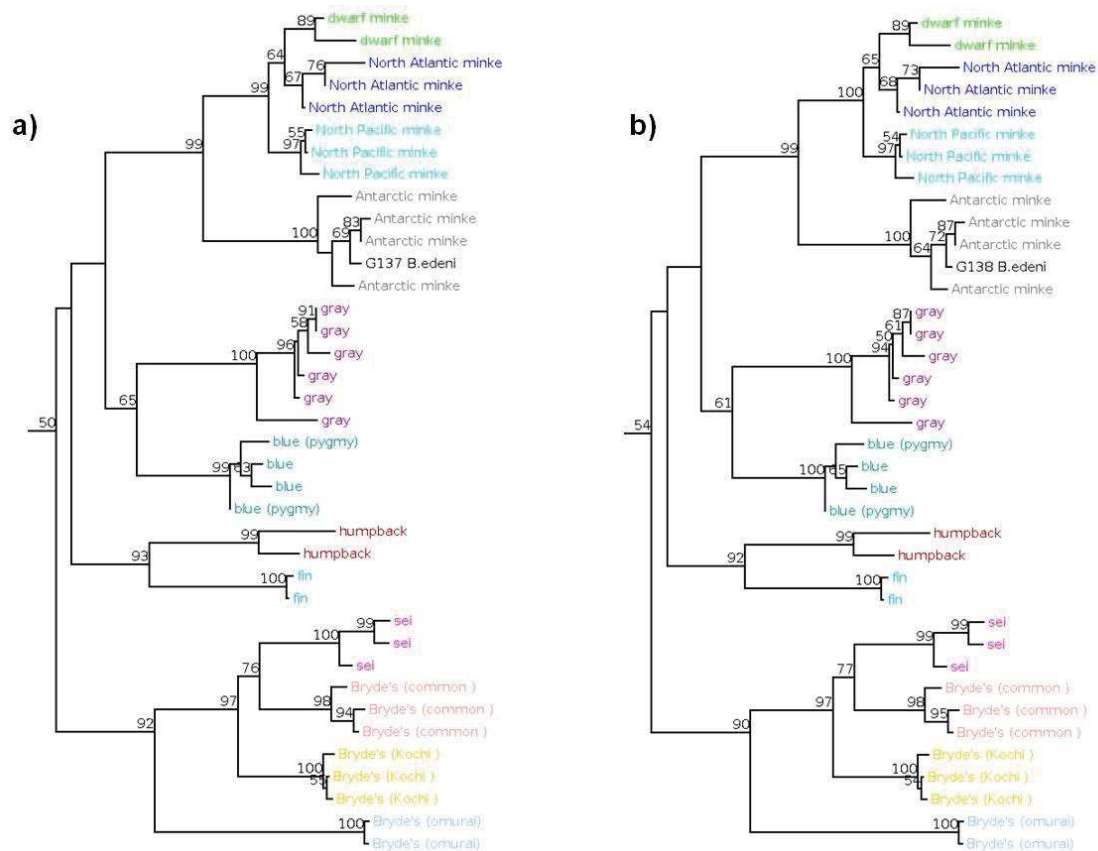 a)
89
dwarf minke
dwarf minke
64
76
North Atlantic minke
67
North Atlantic minke
99
North Atlantic minke
55
North Pacific minke
99
97
North Pacific minke
North Pacific minke
Antarctic minke
83
Antarctic minke
100
69
Antarctic minke
G137 B.edeni
Antarctic minke
91
gray
58
gray
100
96
gray
gray
gray
65
gray
blue (pygmy)
99
63
blue
blue
blue (pygmy)
50
99
humpback
93
humpback
100
fin
fin
99
sei
100
sei
76
sei
Bryde's (common )
97
98
Bryde's (common )
94
Bryde's (common )
92
Bryde's (Kochi )
100
Bryde's (Kochi )
55
Bryde's (Kochi )
100
Bryde's (omurai)
Bryde's (omurai)
b)
89
dwarf minke
dwarf minke
65
73
North Atlantic minke
68
North Atlantic minke
100
North Atlantic minke
54
North Pacific minke
99
97
North Pacific minke
North Pacific minke
Antarctic minke
87
Antarctic minke
100
72
Antarctic minke
64
G138 B.edeni
Antarctic minke
87
gray
61
gray
50
100
94
gray
gray
gray
61
gray
blue (pygmy)
100
65
blue
blue
blue (pygmy)
54
99
humpback
92
humpback
100
fin
fin
99
sei
99
sei
77
sei
Bryde's (common )
97
98
Bryde's (common )
95
Bryde's (common )
90
Bryde's (Kochi )
100
Bryde's (Kochi )
54
Bryde's (Kochi )
100
Bryde's (omurai)
Bryde's (omurai)